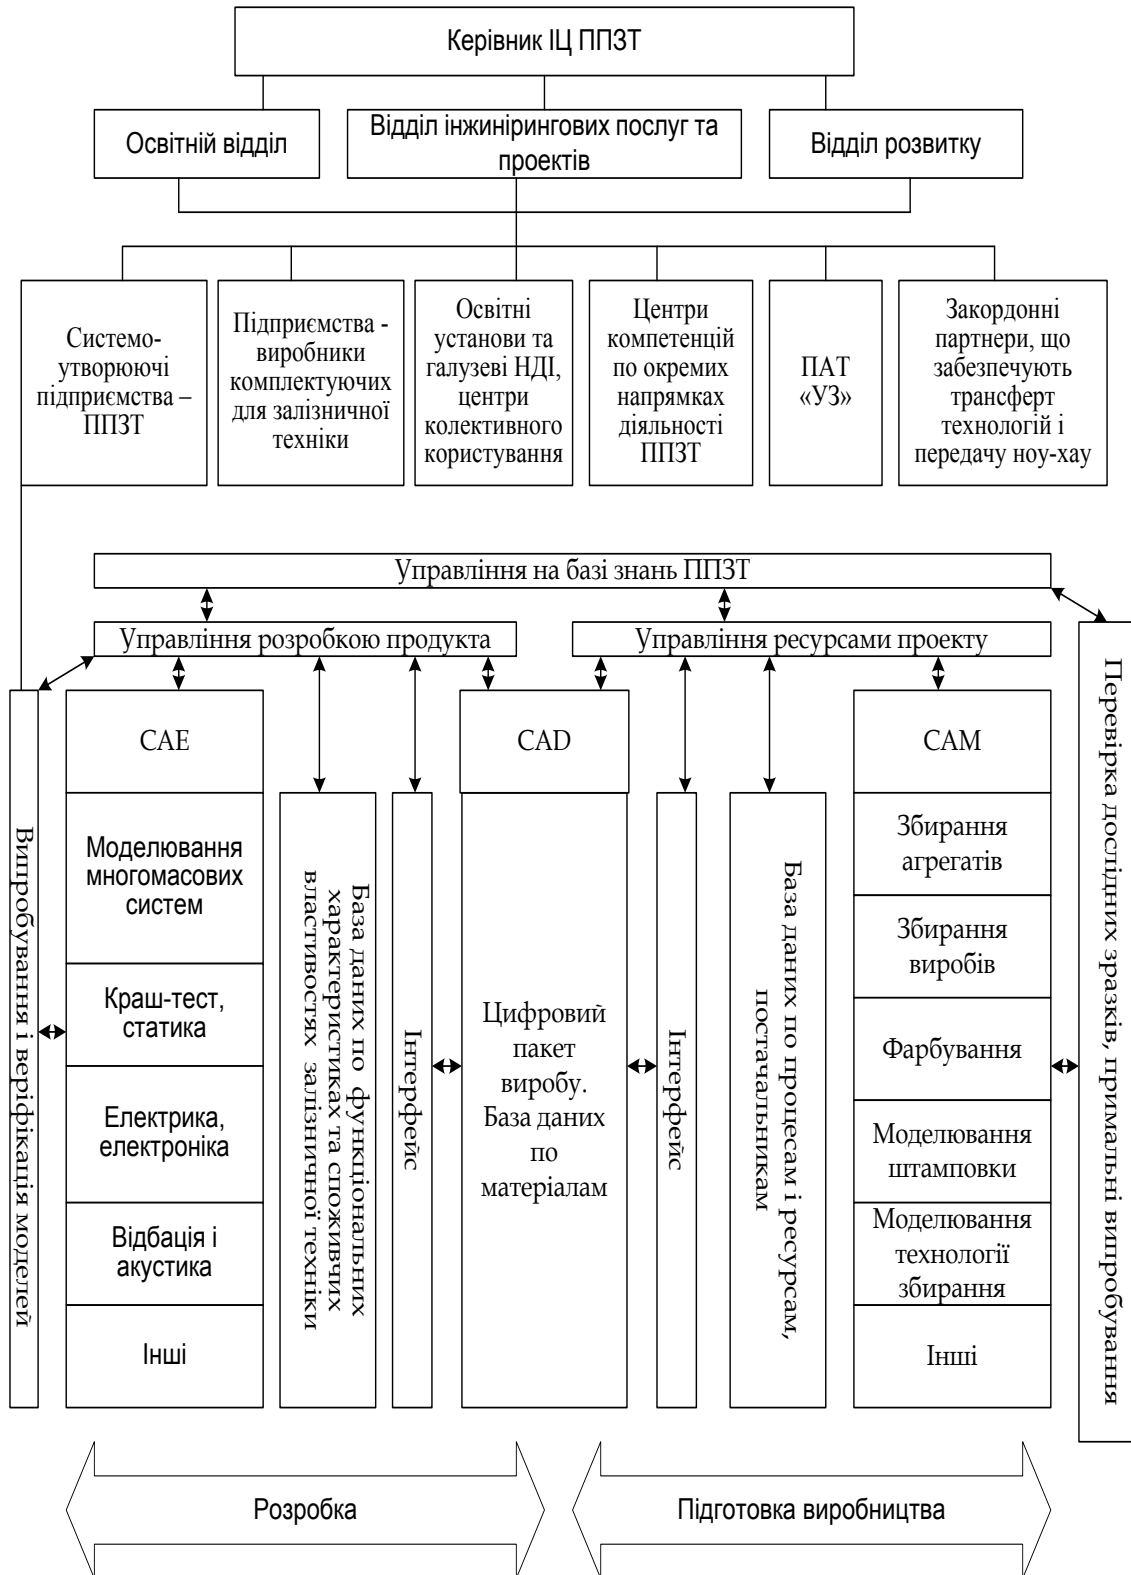 Керівник ІЦ ППЗТ
Освітній відділ
Відділ інжинірингових послуг та
проектів
Відділ розвитку
Системо-
утворюючі
підприємства –
ППЗТ
Підприємства -
виробники
комплектуючих
для залізничної
техніки
Освітні
установи та
галузеві НДІ,
центри
колективного
користування
Центри
компетенцій
по окремих
напрямках
діяльності
ППЗТ
ПАТ
«УЗ»
Закордонні
партнери, що
забезпечують
трансферт
технологій і
передачу ноу-хау
Управління на базі знань ППЗТ
Управління розробкою продукта
Управління ресурсами проекту
Випробування і веріфікація моделей
CAE
Моделювання
многомасових
систем
Краш-тест,
статика
Електрика,
електроніка
Відбація і
акустика
Інші
База даних по функціональних
характеристиках та споживчих
властивостях залізничної техніки
Інтерфейс
CAD
Цифровий
пакет
виробу.
База даних
по
матеріалам
Інтерфейс
База даних по процесам і ресурсам,
постачальникам
CAM
Збирання
агрегатів
Збирання
виробів
Фарбування
Моделювання
штамповки
Моделювання
технології
збирання
Інші
Перевірка дослідних зразків, примальні випробування
Розробка
Підготовка виробництва